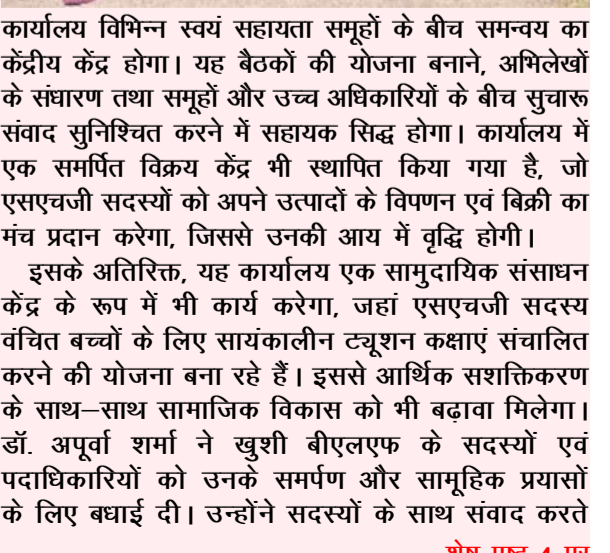 कार्यालय विभिन्न स्वयं सहायता समूहों के बीच समन्वय का
केंद्रीय केंद्र होगा। यह बैठकों की योजना बनाने, अभिलेखों
के संधारण तथा समूहों और उच्च अधिकारियों के बीच सुचारू
संवाद सुनिश्चित करने में सहायक सिद्ध होगा। कार्यालय में
एक समर्पित विक्रय केंद्र भी स्थापित किया गया है, जो
एसएचजी सदस्यों को अपने उत्पादों के विपणन एवं बिक्री का
मंच प्रदान करेगा, जिससे उनकी आय में वृद्धि होगी।
इसके अतिरिक्त, यह कार्यालय एक सामुदायिक संसाधन
केंद्र के रूप में भी कार्य करेगा, जहां एसएचजी सदस्य
वंचित बच्चों के लिए सायंकालीन ट्यूशन कक्षाएं संचालित
करने की योजना बना रहे हैं। इससे आर्थिक सशक्तिकरण
के साथ–साथ सामाजिक विकास को भी बढ़ावा मिलेगा।
डॉ. अपूर्वा शर्मा ने खुशी बीएलएफ के सदस्यों एवं
पदाधिकारियों को उनके समर्पण और सामूहिक प्रयासों
के लिए बधाई दी। उन्होंने सदस्यों के साथ संवाद करते
शेष पृष्ठ 4 पर